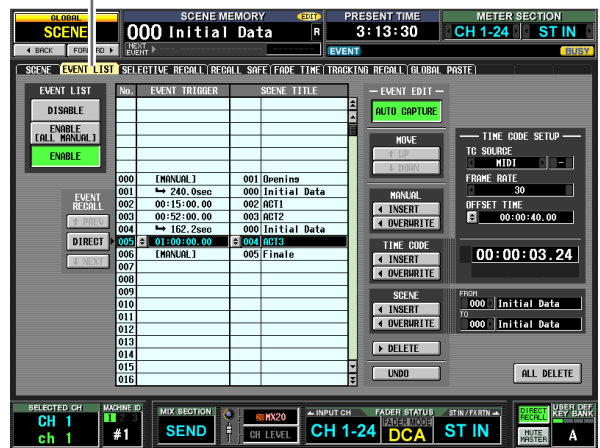 GLOBAL
SCENE
BACK
FORWARD
SCENE MEMORY
EDIT
000 Initial Data
R
NEXT EVENT
PRESENT TIME
3:13:30
METER SECTION
CH 1-24
ST IN
EVENT
BUSY
SCENE EVENT LIST SELECTIVE RECALL RECALL SAFE FADE TIME TRACKING RECALL GLOBAL PASTE
EVENT LIST
DISABLE
ENABLE
[ALL MANUAL]
ENABLE
EVENT RECALL
↑ PREV
DIRECT
↓ NEXT
No. EVENT TRIGGER SCENE TITLE
000 [MANUAL] 001 Opening
001 240.0sec 000 Initial Data
002 00:15:00.00 002 ACT1
003 00:52:00.00 003 ACT2
004 162.2sec 000 Initial Data
005 01:00:00.00 004 ACT3
006 [MANUAL] 005 Finale
007
008
009
010
011
012
013
014
015
016
EVENT EDIT
AUTO CAPTURE
MOVE
↑ UP
↓ DOWN
MANUAL
INSERT
OVERWRITE
TIME CODE
INSERT
OVERWRITE
SCENE
INSERT
OVERWRITE
DELETE
UNDO
TIME CODE SETUP
TC SOURCE
MIDI -
FRAME RATE
30
OFFSET TIME
00:00:40.00
00:00:03.24
FROM
000 Initial Data
TO
000 Initial Data
ALL DELETE
SELECTED CH
CH 1
ch 1
MACHINE ID
1 2 3
#1
MIX SECTION
SEND
MX20
CH LEVEL
INPUT CH
CH 1-24
FADER STATUS
FADER MODE
DCA
ST IN/FXRTN
ST IN
DIRECT RECALL
MUTE MASTER
USER DEF KEY BANK
A